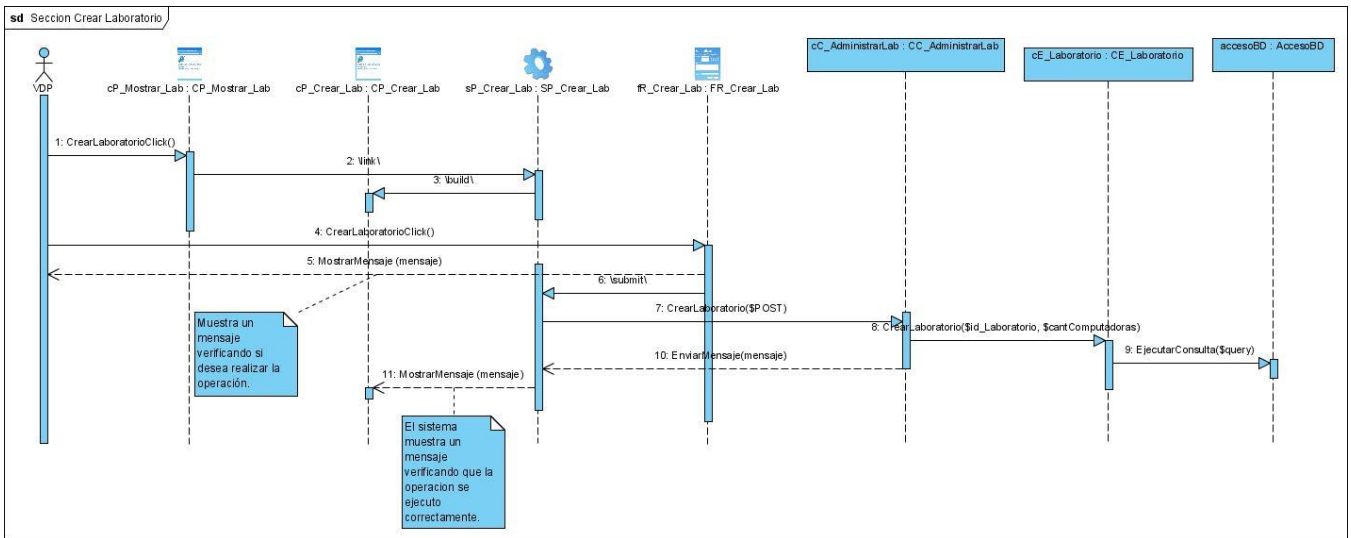 sd Seccion Crear Laboratorio
VDP
cP_Mostrar_Lab : CP_Mostrar_Lab
cP_Crear_Lab : CP_Crear_Lab
sP_Crear_Lab : SP_Crear_Lab
fR_Crear_Lab : FR_Crear_Lab
cC_AdministrarLab : CC_AdministrarLab
cE_Laboratorio : CE_Laboratorio
accesoBD : AccesoBD
1: CrearLaboratorioClick()
2: \link\
3: \build\
4: CrearLaboratorioClick()
5: MostrarMensaje (mensaje)
6: \submit\
7: CrearLaboratorio($POST)
8: CrearLaboratorio($id_Laboratorio, $cantComputadoras)
9: EjecutarConsulta($query)
10: EnviarMensaje(mensaje)
11: MostrarMensaje (mensaje)
Muestra un
mensaje
verificando si
desea realizar la
operación.
El sistema
muestra un
mensaje
verificando que la
operacion se
ejecuto
correctamente.